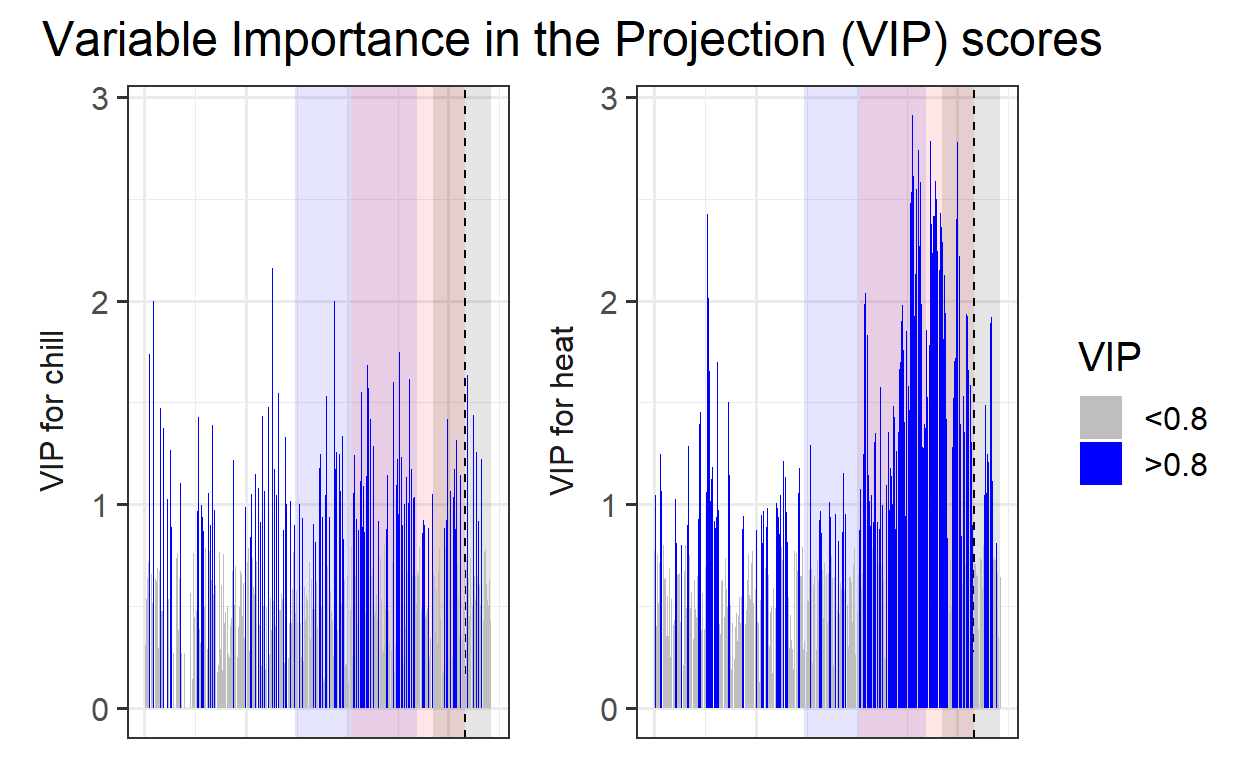 Variable Importance in the Projection (VIP) scores
VIP for chill
3
2
1
0
VIP for heat
3
2
1
0
VIP
<0.8
>0.8